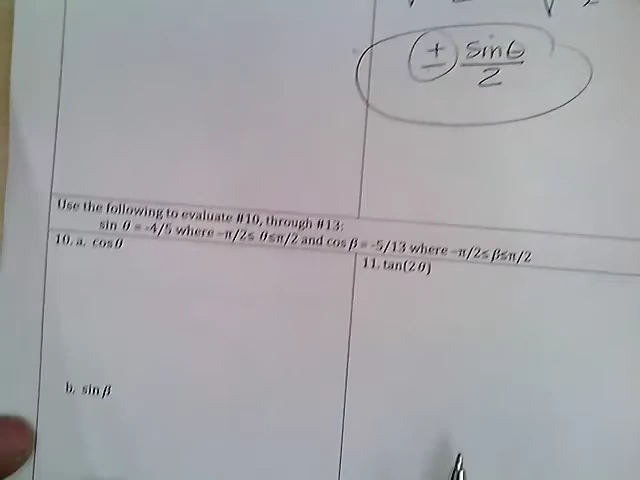 ± sinθ
2
Use the following to evaluate #10, through #13:
sin θ = -4/5 where -π/2≤ θ≤π/2 and cos β = -5/13 where -π/2≤ β≤π/2
10. a. cosθ
11. tan(2θ)
b. sin β